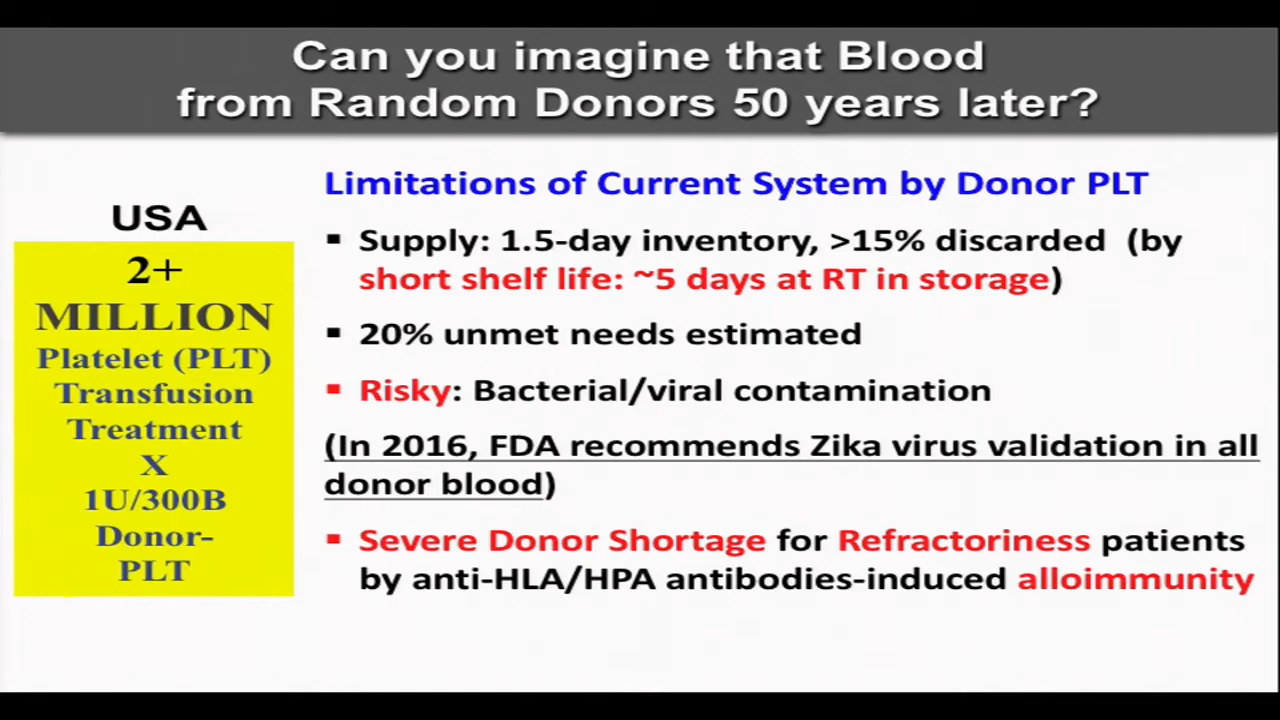 Can you imagine that Blood
from Random Donors 50 years later?
USA
2+
MILLION
Platelet (PLT)
Transfusion
Treatment
X
1U/300B
Donor-
PLT
Limitations of Current System by Donor PLT
▪ Supply: 1.5-day inventory, >15% discarded (by
short shelf life: ~5 days at RT in storage)
▪ 20% unmet needs estimated
▪ Risky: Bacterial/viral contamination
(In 2016, FDA recommends Zika virus validation in all
donor blood)
▪ Severe Donor Shortage for Refractoriness patients
by anti-HLA/HPA antibodies-induced alloimmunity